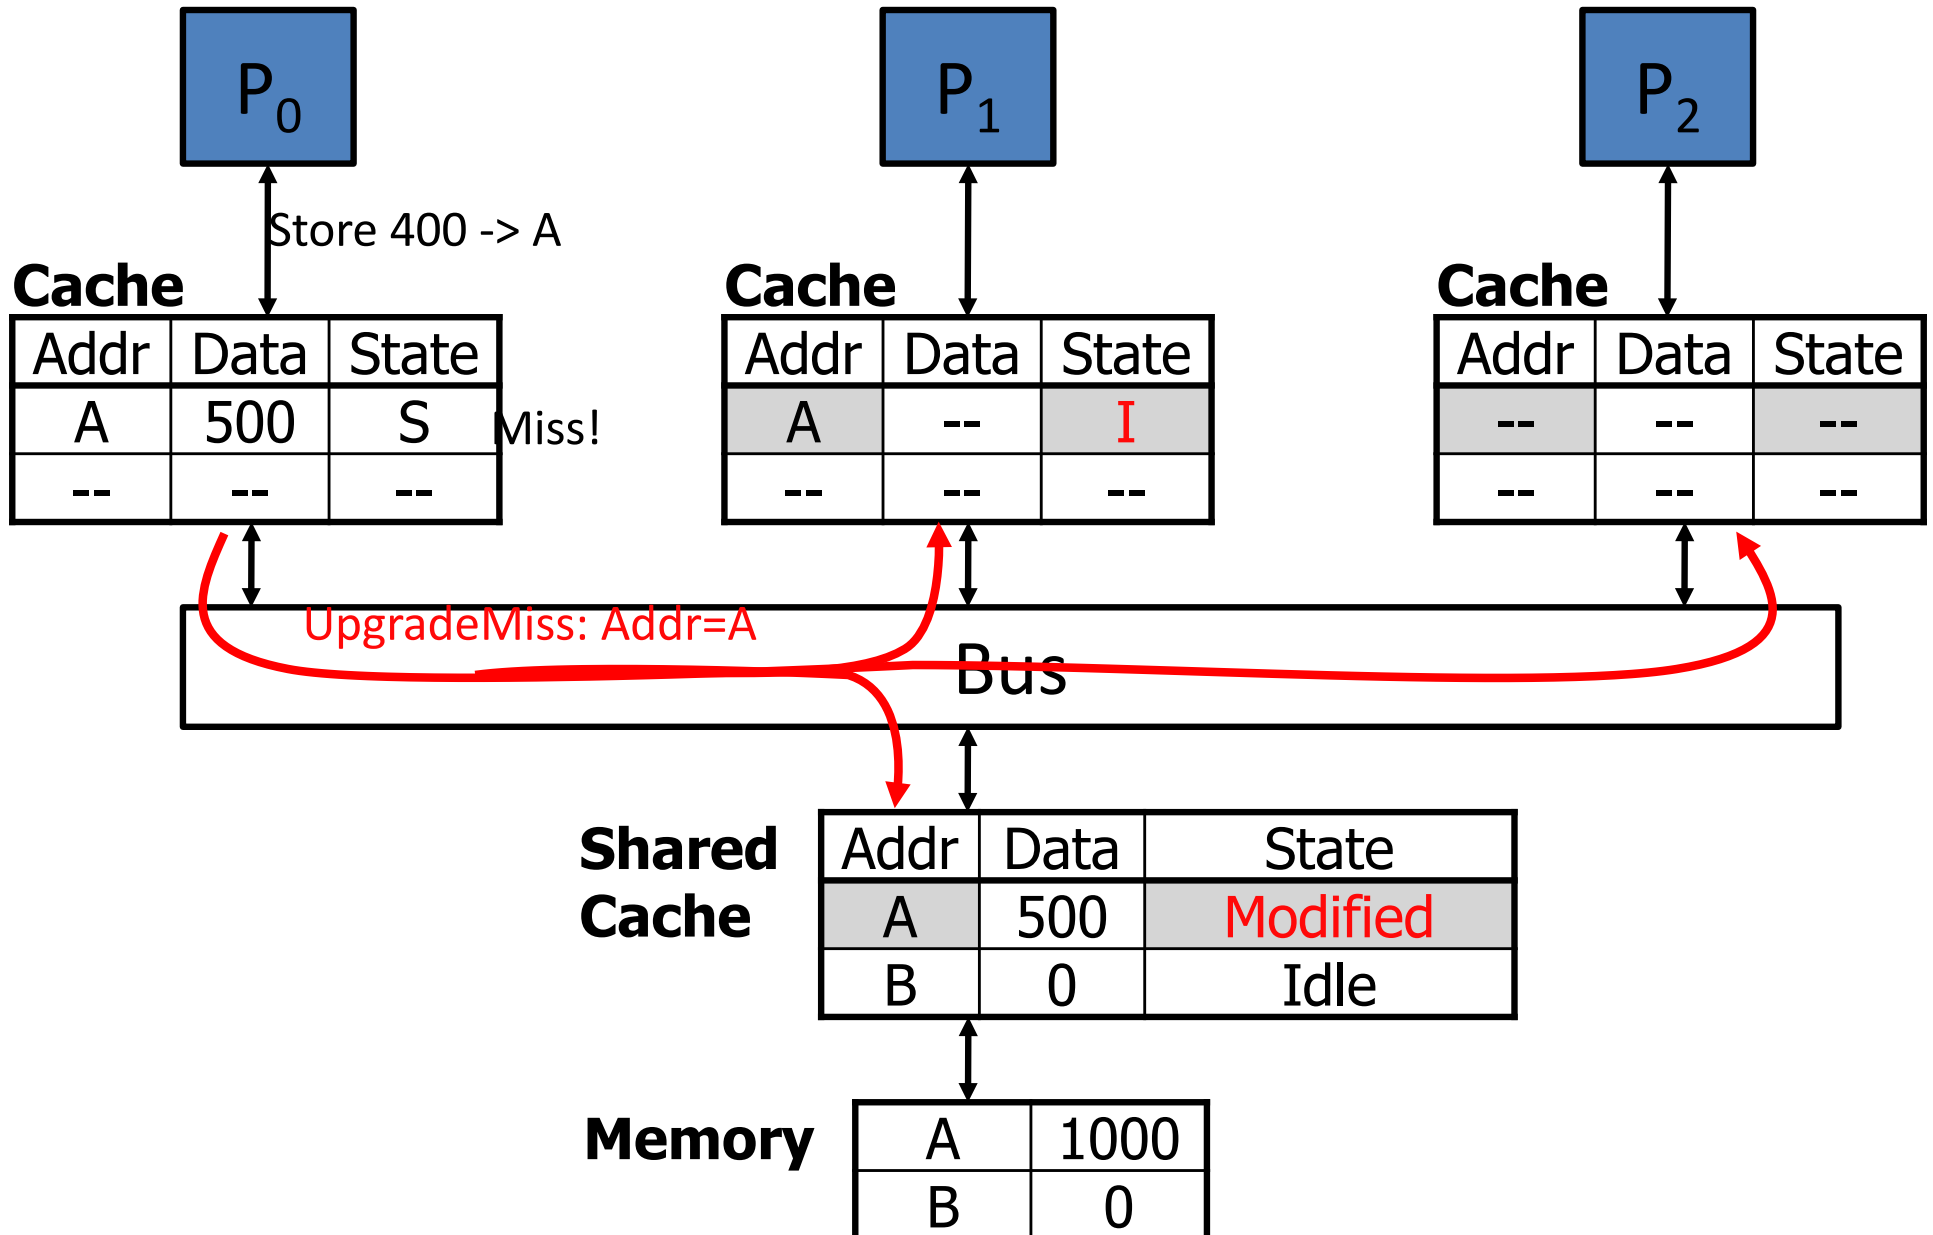 P0 P1 P2
Store 400 -> A
Cache Cache Cache
Addr Data State Addr Data State Addr Data State
A 500 S Miss! A -- I -- -- --
-- -- -- -- -- -- -- -- --
UpgradeMiss: Addr=A
Bus
Shared Addr Data State
Cache A 500 Modified
B 0 Idle
Memory A 1000
B 0